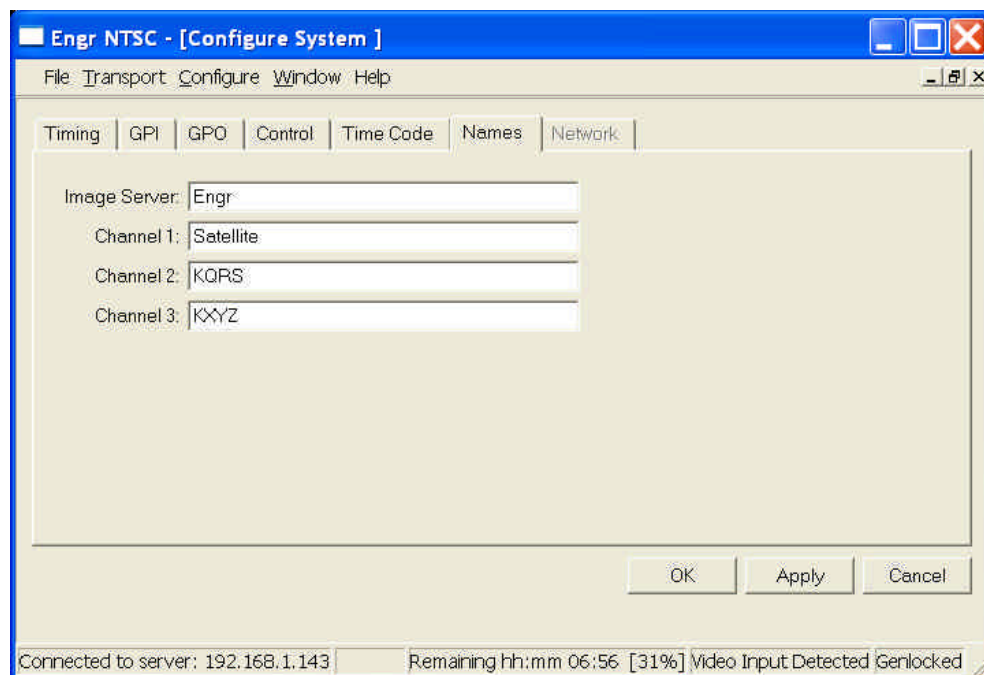 Engr NTSC - [Configure System ]
File Transport Configure Window Help
Timing GPI GPO Control Time Code Names Network
Image Server: Engr
Channel 1: Satellite
Channel 2: KQRS
Channel 3: KXYZ
OK Apply Cancel
Connected to server: 192.168.1.143 Remaining hh:mm 06:56 [31%] Video Input Detected Genlocked